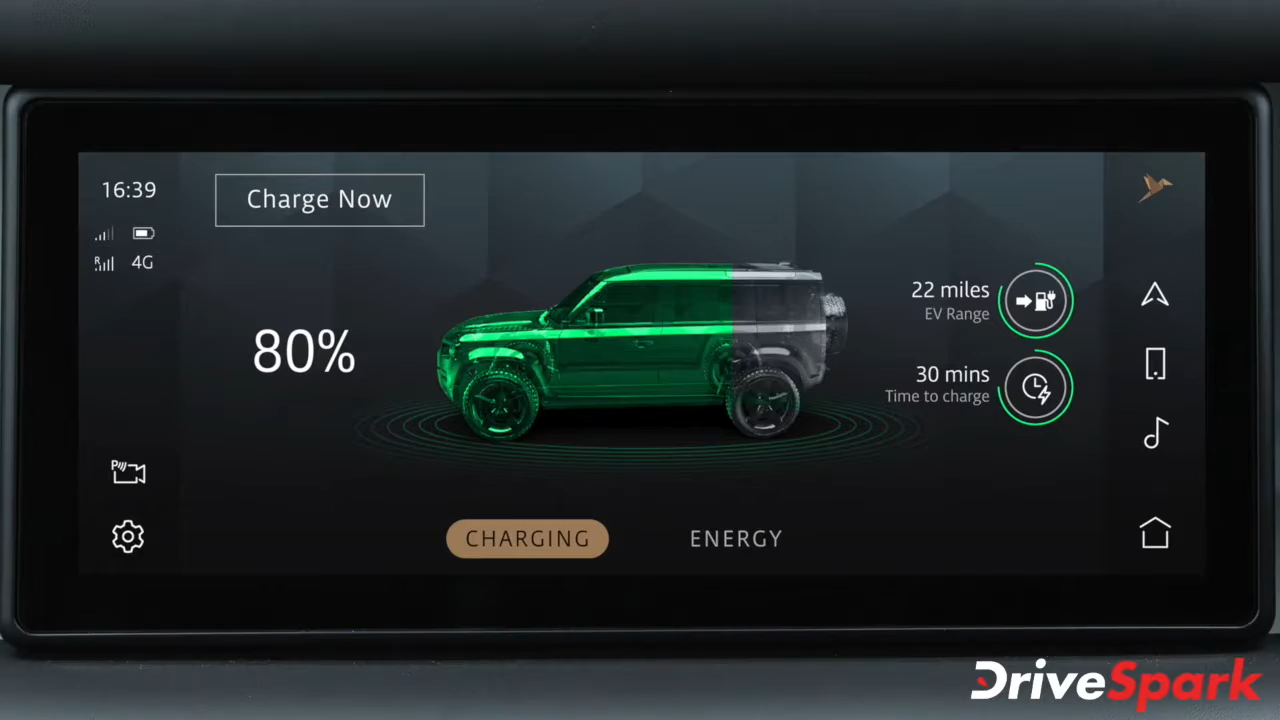 16:39
Charge Now
R
4G
80%
22 miles
EV Range
30 mins
Time to charge
P
CHARGING
ENERGY
DriveSpark